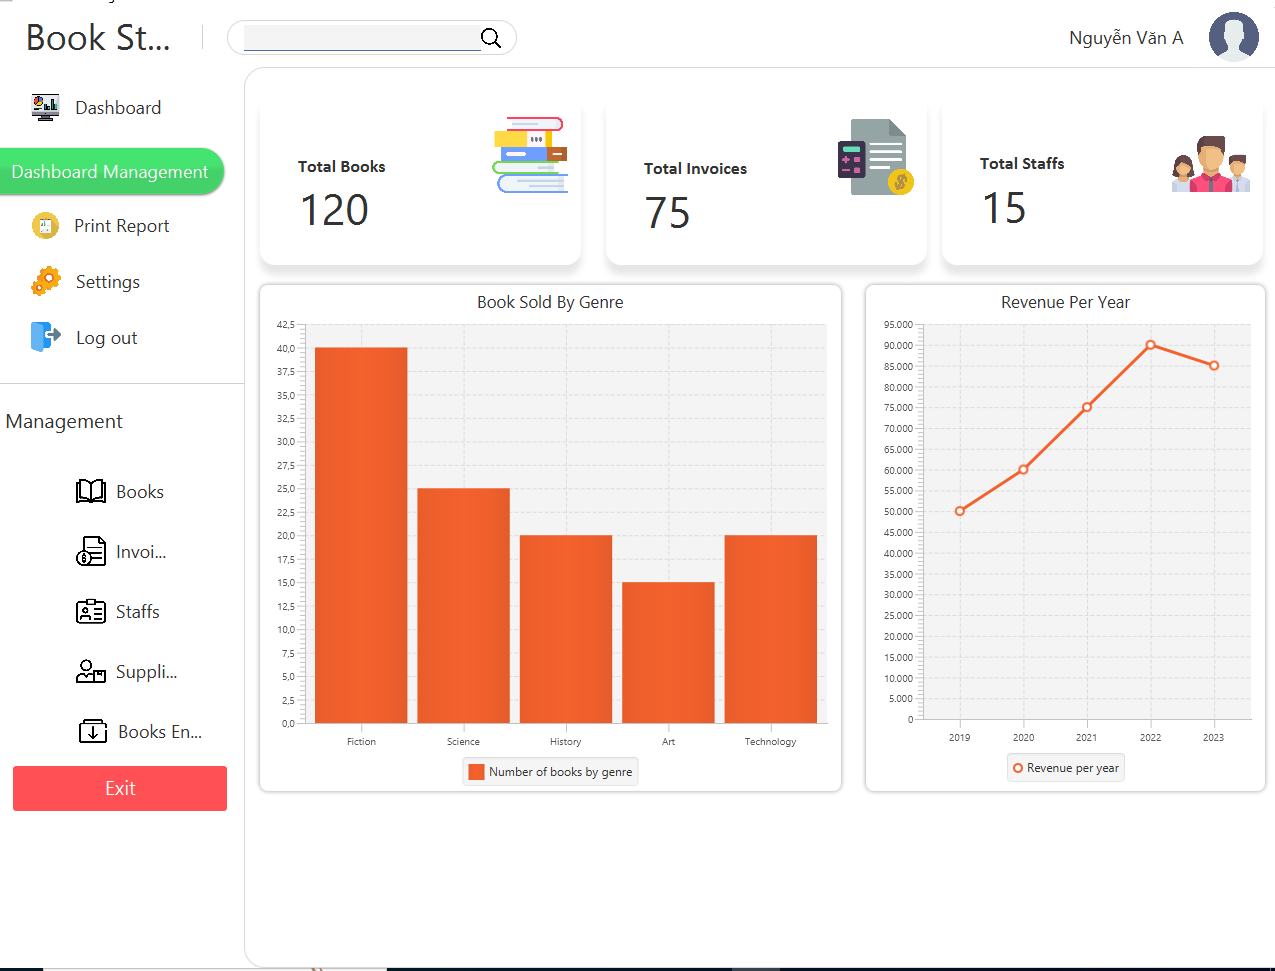 Book St...
Nguyễn Văn A
Dashboard
Dashboard Management
Print Report
Settings
Log out
Management
Books
Invoi...
Staffs
Suppli...
Books En...
Exit
Total Books
120
Total Invoices
75
Total Staffs
15
Book Sold By Genre
42,5
40,0
37,5
35,0
32,5
30,0
27,5
25,0
22,5
20,0
17,5
15,0
12,5
10,0
7,5
5,0
2,5
0,0
Fiction Science History Art Technology
Number of books by genre
Revenue Per Year
95.000
90.000
85.000
80.000
75.000
70.000
65.000
60.000
55.000
50.000
45.000
40.000
35.000
30.000
25.000
20.000
15.000
10.000
5.000
0
2019 2020 2021 2022 2023
Revenue per year